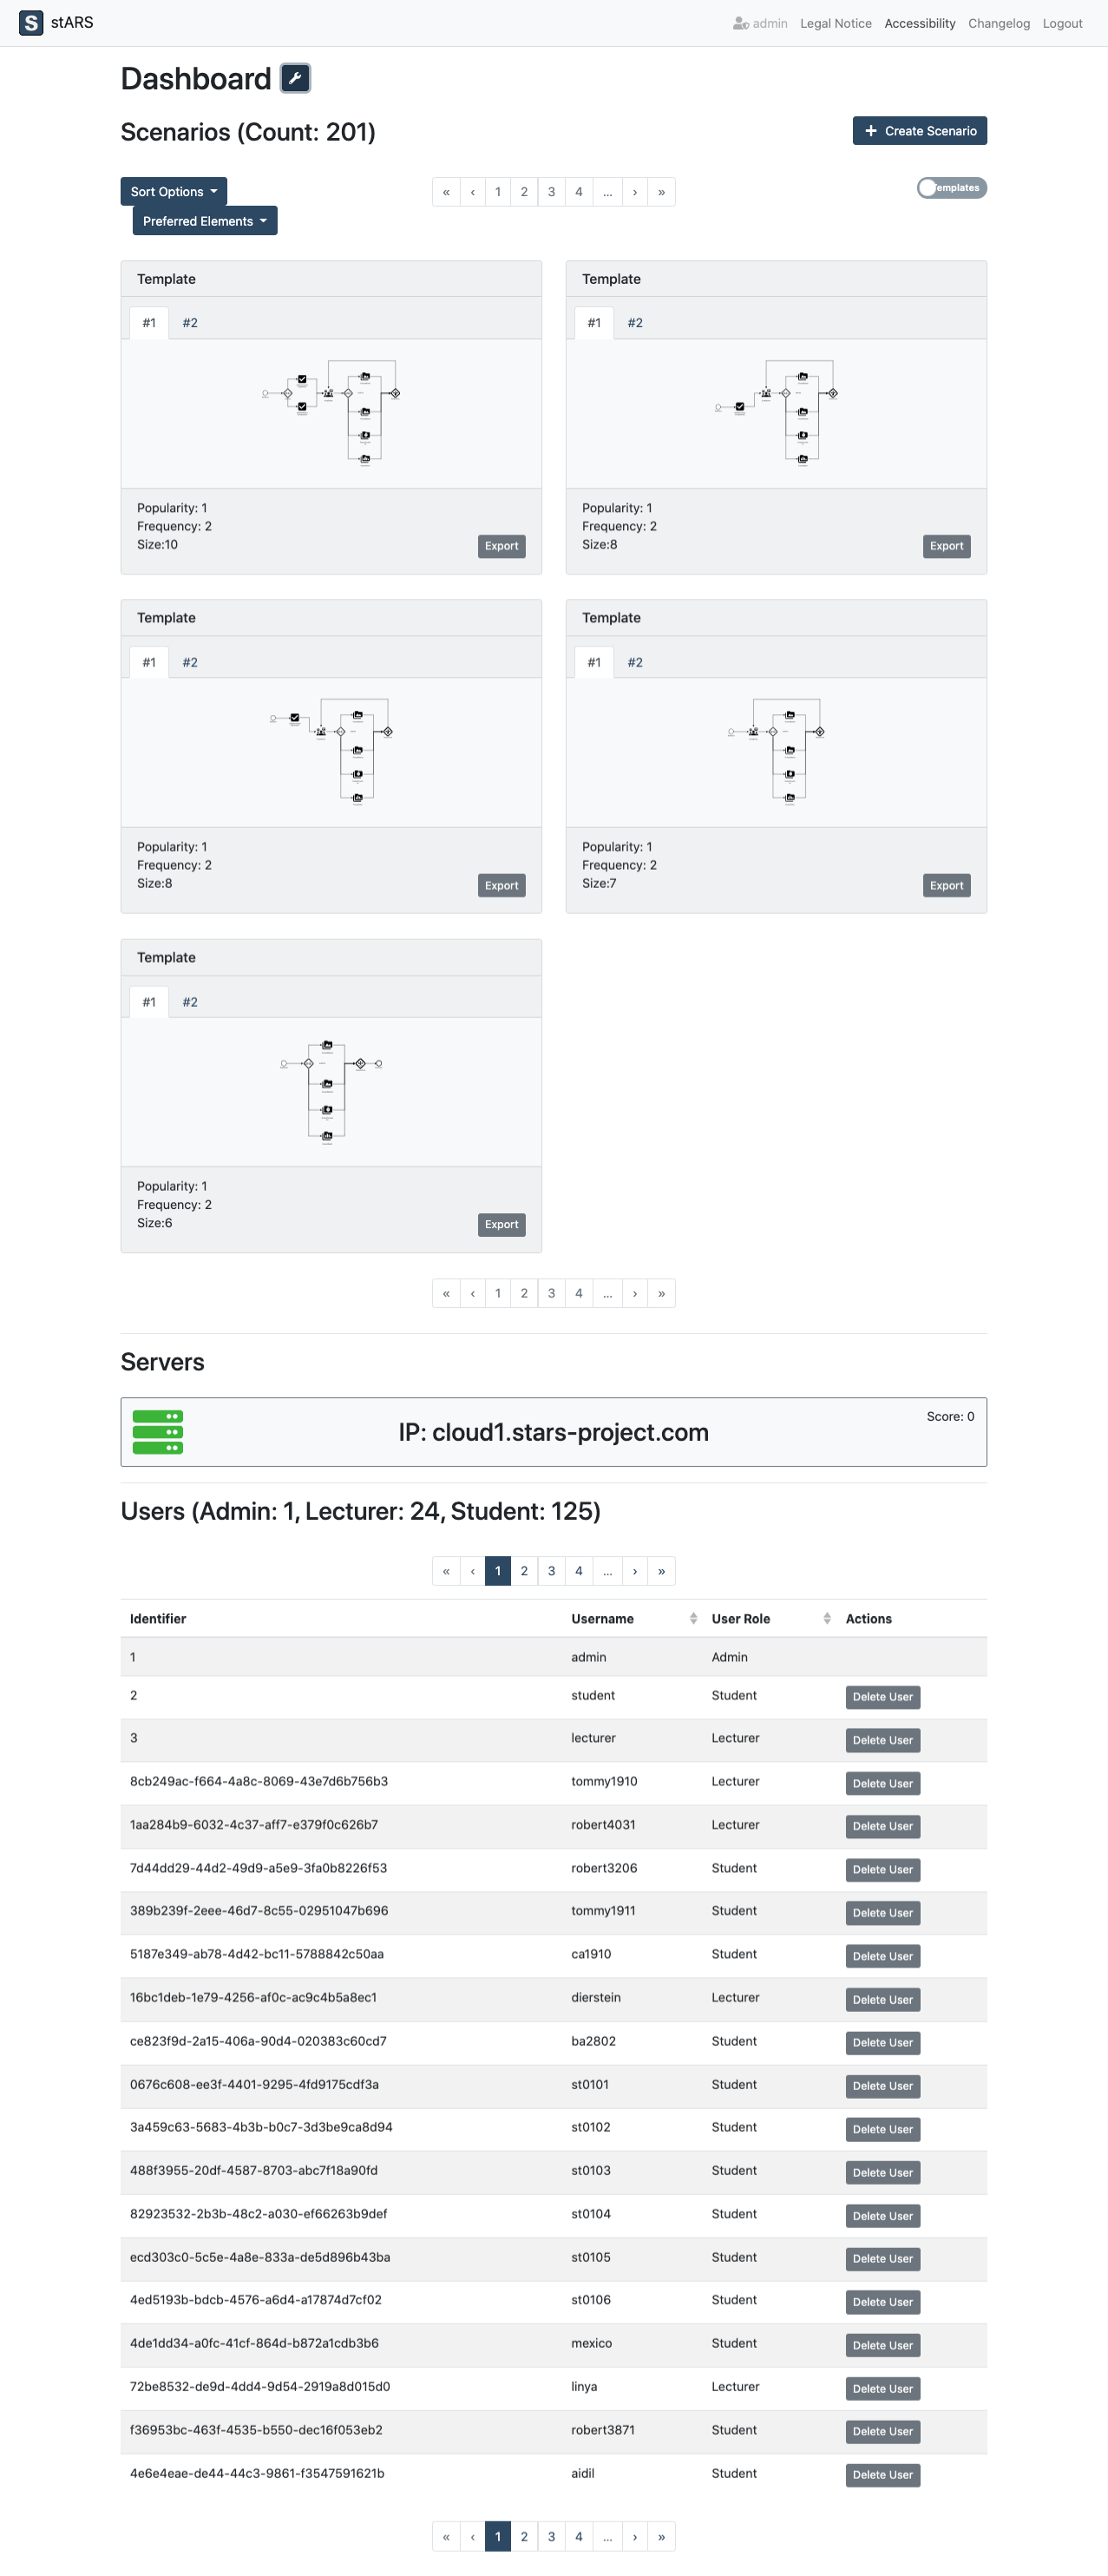 S stARS
admin Legal Notice Accessibility Changelog Logout
Dashboard
Scenarios (Count: 201)
+ Create Scenario
Sort Options
« ‹ 1 2 3 4 ... › »
Templates
Preferred Elements
Template
#1 #2
Popularity: 1
Frequency: 2
Size:10
Export
Template
#1 #2
Popularity: 1
Frequency: 2
Size:8
Export
Template
#1 #2
Popularity: 1
Frequency: 2
Size:8
Export
Template
#1 #2
Popularity: 1
Frequency: 2
Size:7
Export
Template
#1 #2
Popularity: 1
Frequency: 2
Size:6
Export
« ‹ 1 2 3 4 ... › »
Servers
IP: cloud1.stars-project.com
Score: 0
Users (Admin: 1, Lecturer: 24, Student: 125)
« ‹ 1 2 3 4 ... › »
Identifier Username User Role Actions
1 admin Admin
2 student Student Delete User
3 lecturer Lecturer Delete User
8cb249ac-f664-4a8c-8069-43e7d6b756b3 tommy1910 Lecturer Delete User
1aa284b9-6032-4c37-aff7-e379f0c626b7 robert4031 Lecturer Delete User
7d44dd29-44d2-49d9-a5e9-3fa0b8226f53 robert3206 Student Delete User
389b239f-2eee-46d7-8c55-02951047b696 tommy1911 Student Delete User
5187e349-ab78-4d42-bc11-5788842c50aa ca1910 Student Delete User
16bc1deb-1e79-4256-af0c-ac9c4b5a8ec1 dierstein Lecturer Delete User
ce823f9d-2a15-406a-90d4-020383c60cd7 ba2802 Student Delete User
0676c608-ee3f-4401-9295-4fd9175cdf3a st0101 Student Delete User
3a459c63-5683-4b3b-b0c7-3d3be9ca8d94 st0102 Student Delete User
488f3955-20df-4587-8703-abc7f18a90fd st0103 Student Delete User
82923532-2b3b-48c2-a030-ef66263b9def st0104 Student Delete User
ecd303c0-5c5e-4a8e-833a-de5d896b43ba st0105 Student Delete User
4ed5193b-bdcb-4576-a6d4-a17874d7cf02 st0106 Student Delete User
4de1dd34-a0fc-41cf-864d-b872a1cdb3b6 mexico Student Delete User
72be8532-de9d-4dd4-9d54-2919a8d015d0 linya Lecturer Delete User
f36953bc-463f-4535-b550-dec16f053eb2 robert3871 Student Delete User
4e6e4eae-de44-44c3-9861-f3547591621b aidil Student Delete User
« ‹ 1 2 3 4 ... › »